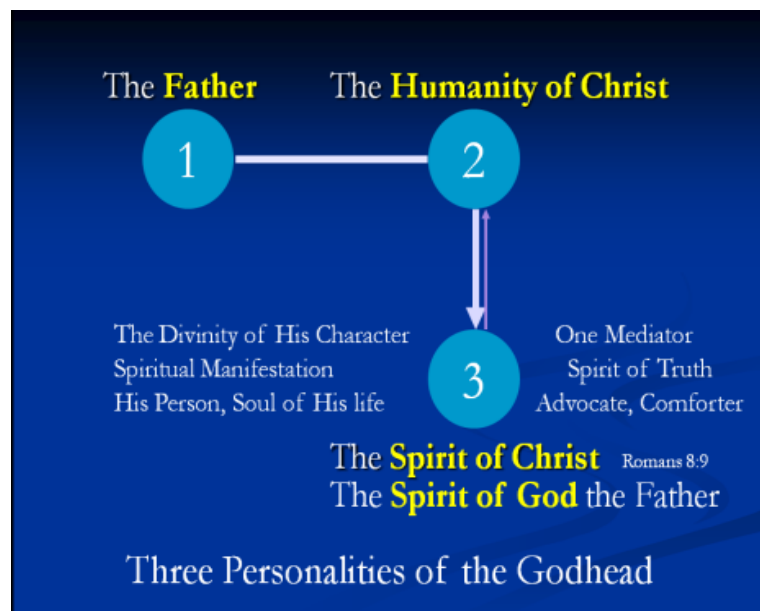 The Father
The Humanity of Christ
1
2
The Divinity of His Character
Spiritual Manifestation
His Person, Soul of His life
3
One Mediator
Spirit of Truth
Advocate, Comforter
The Spirit of Christ Romans 8:9
The Spirit of God the Father
Three Personalities of the Godhead